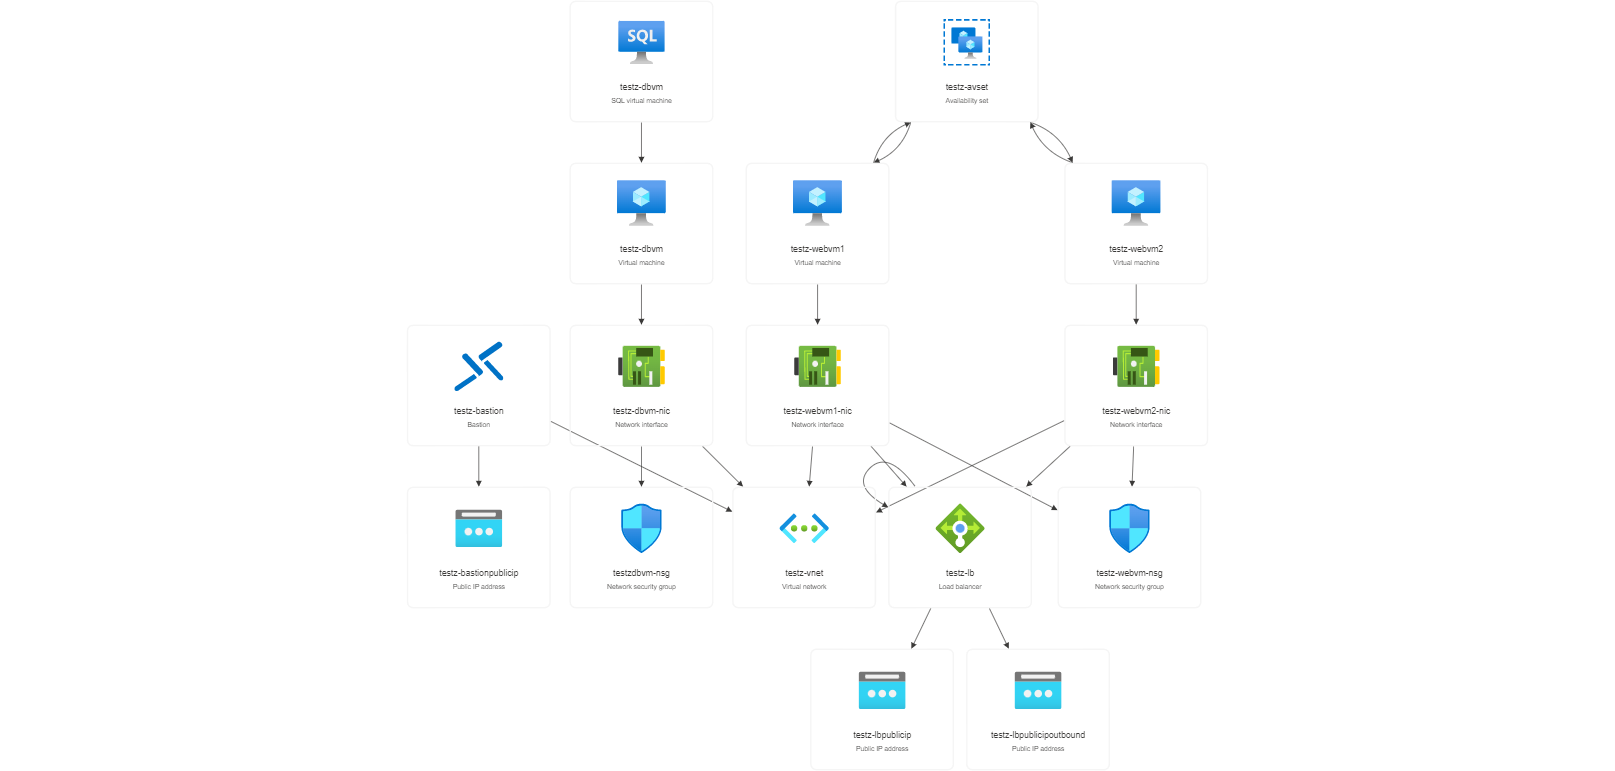 SQL
testz-dbvm
SQL virtual machine
testz-avset
Availability set
testz-dbvm
Virtual machine
testz-webvm1
Virtual machine
testz-webvm2
Virtual machine
testz-bastion
Bastion
testz-dbvm-nic
Network interface
testz-webvm1-nic
Network interface
testz-webvm2-nic
Network interface
testz-bastionpublicip
Public IP address
testzdbvm-nsg
Network security group
testz-vnet
Virtual network
testz-lb
Load balancer
testz-webvm-nsg
Network security group
testz-lbpublicip
Public IP address
testz-lbpublicipoutbound
Public IP address